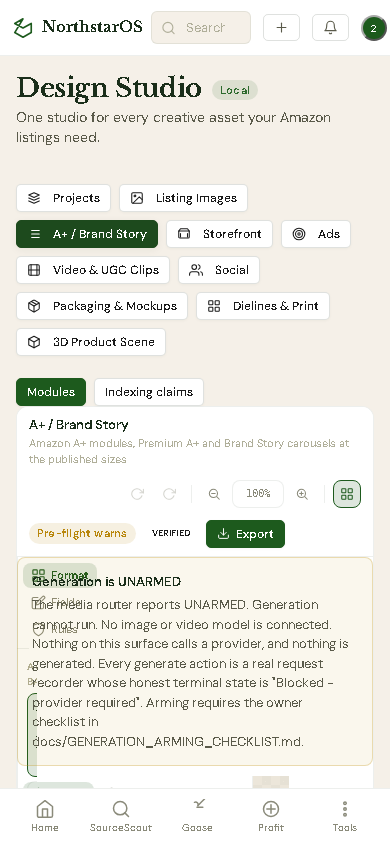 NorthstarOS
Search
2
Design Studio
Local
One studio for every creative asset your Amazon
listings need.
Projects
Listing Images
A+ / Brand Story
Storefront
Ads
Video & UGC Clips
Social
Packaging & Mockups
Dielines & Print
3D Product Scene
Modules
Indexing claims
A+ / Brand Story
Amazon A+ modules, Premium A+ and Brand Story carousels at
the published sizes
100%
Pre-flight warns
VERIFIED
Export
Format
Generation is UNARMED
The media router reports UNARMED. Generation
cannot run. No image or video model is connected.
Rules
Nothing on this surface calls a provider, and nothing is
generated. Every generate action is a real request
recorder whose honest terminal state is "Blocked –
provider required". Arming requires the owner
checklist in
docs/GENERATION_ARMING_CHECKLIST.md.
Home
SourceScout
Goose
Profit
Tools